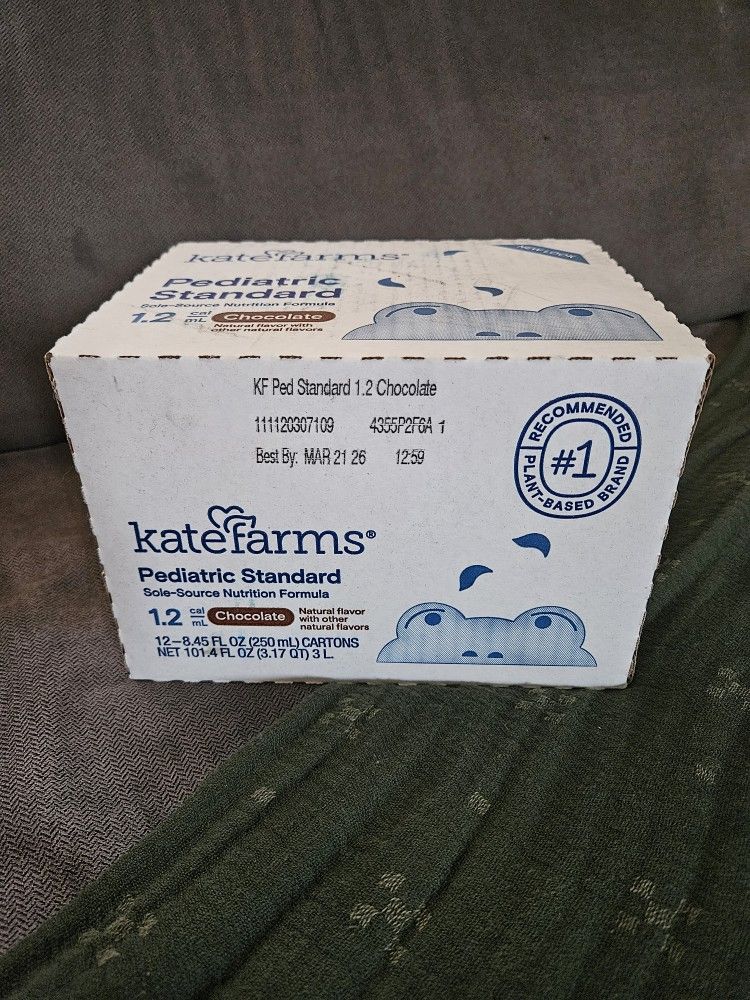 katefarms®
NEW LOOK
Pediatric
Standard
Sole-Source Nutrition Formula
1.2 cal mL Chocolate
Natural flavor with
other natural flavors
KF Ped Standard 1.2 Chocolate
111120307109 4355P2F6A 1
Best By: MAR 21 26 12:59
RECOMMENDED
#1
PLANT-BASED BRAND
katefarms®
Pediatric Standard
Sole-Source Nutrition Formula
1.2 cal mL Chocolate Natural flavor
with other
natural flavors
12–8.45 FL OZ (250 mL) CARTONS
NET 101.4 FL OZ (3.17 QT) 3 L.